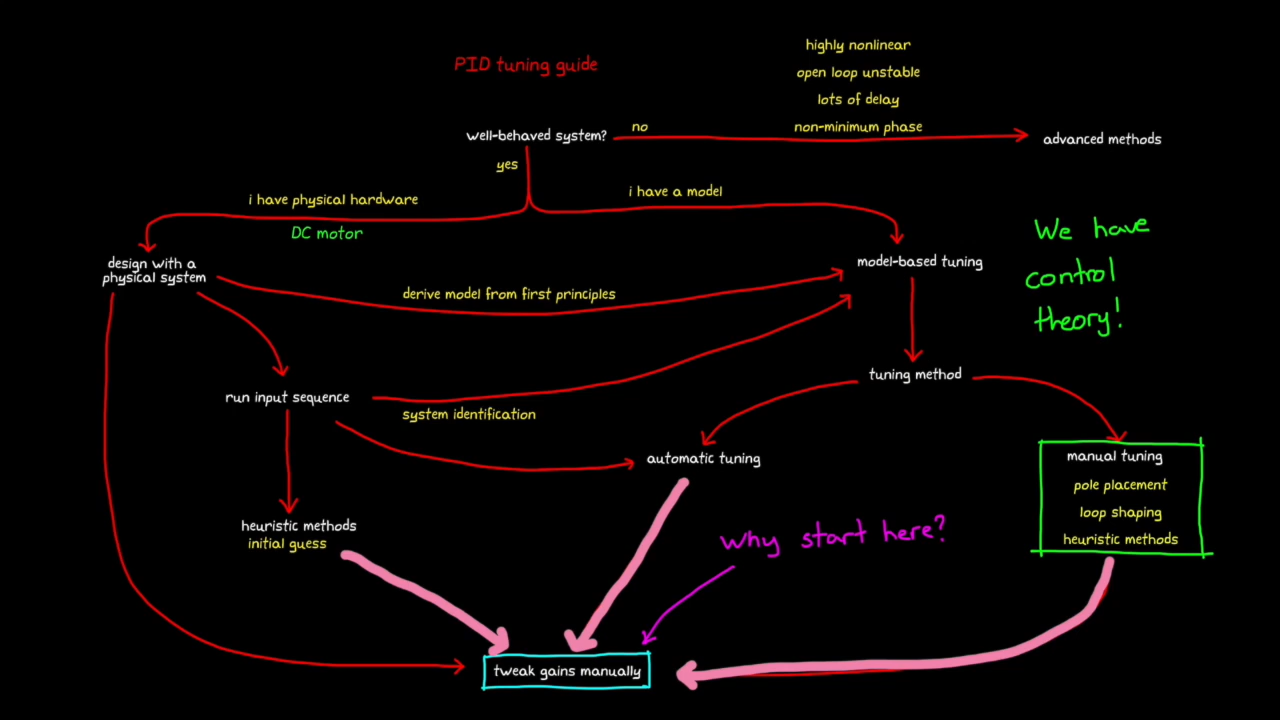 highly nonlinear
PID tuning guide
open loop unstable
lots of delay
well-behaved system?
no
non-minimum phase
advanced methods
yes
i have physical hardware
i have a model
DC motor
We have
control
theory!
design with a
physical system
model-based tuning
derive model from first principles
tuning method
run input sequence
system identification
automatic tuning
manual tuning
pole placement
loop shaping
heuristic methods
heuristic methods
initial guess
why start here?
tweak gains manually